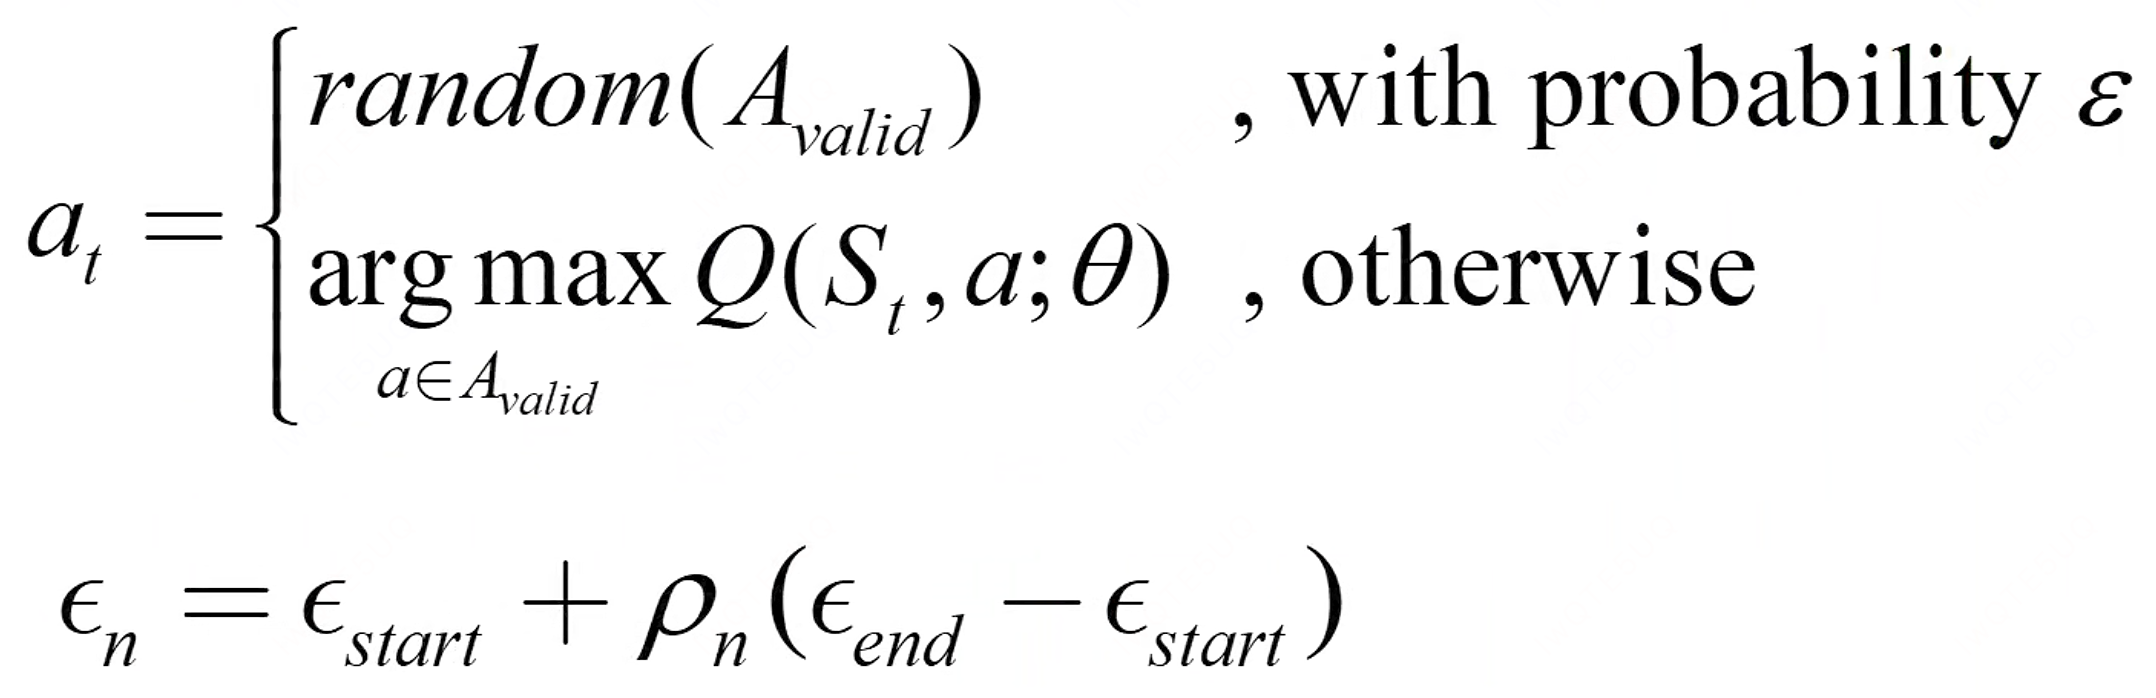 a_t = { random(A_valid) , with probability ε
arg max Q(S_t, a; θ) , otherwise
a∈A_valid
ϵ_n = ϵ_start + ρ_n (ϵ_end − ϵ_start)